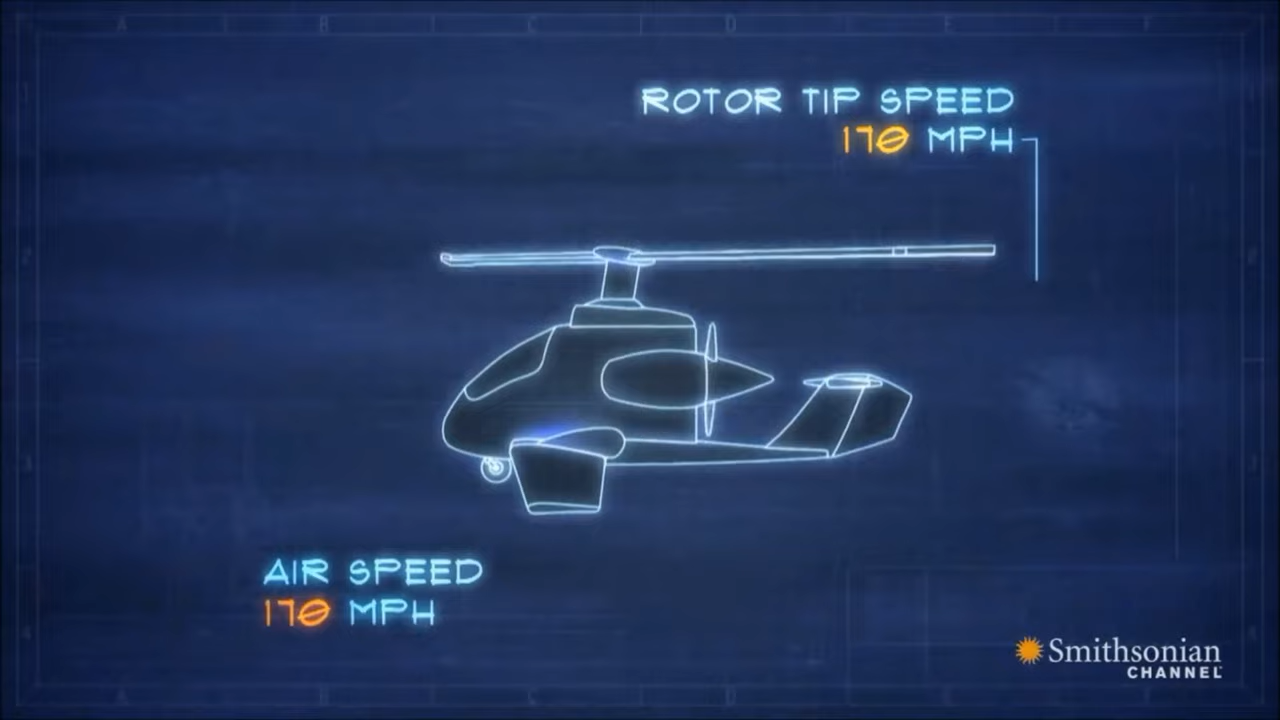 ROTOR TIP SPEED
170 MPH
AIR SPEED
170 MPH
Smithsonian
CHANNEL